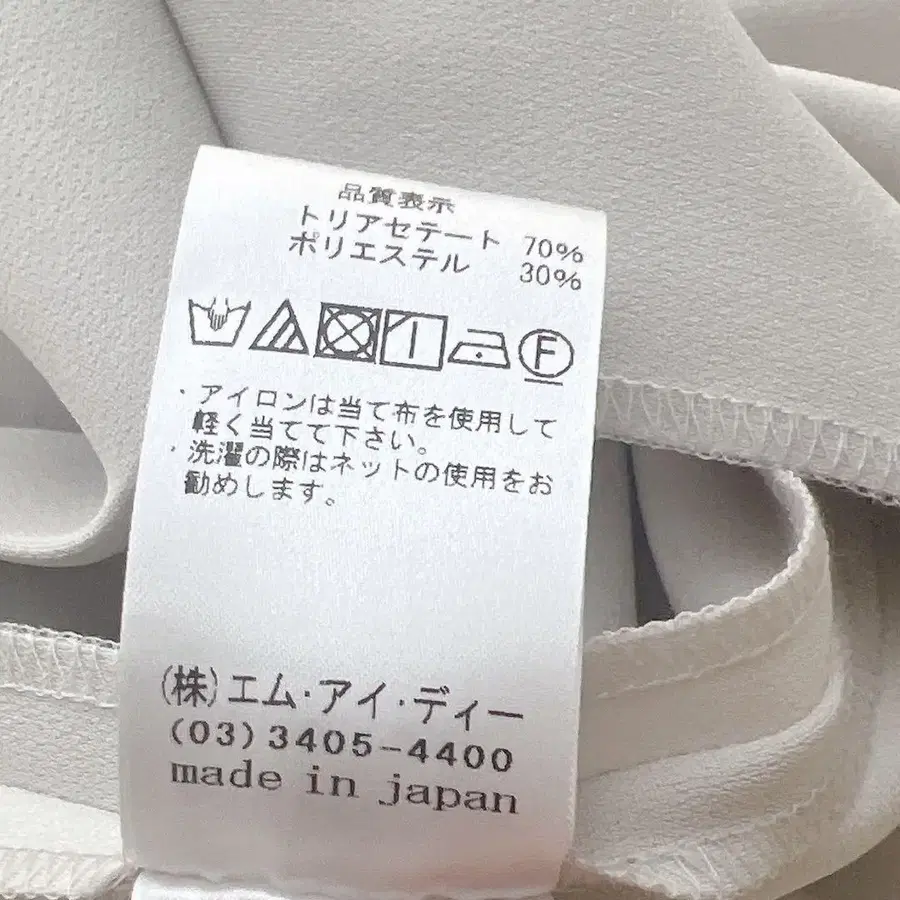 品質表示
トリアセテート 70%
ポリエステル 30%
F
・アイロンは当て布を使用して
軽く当てて下さい。
・洗濯の際はネットの使用をお
勧めします。
(株)エム・アイ・ディー
(03)3405-4400
made in japan